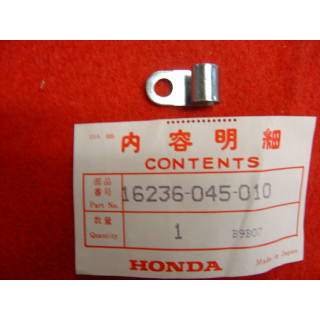 内容明細
CONTENTS
部品番号 Part No. 16236-045-010
数量 Quantity 1 B9B07
HONDA
Made in Japan